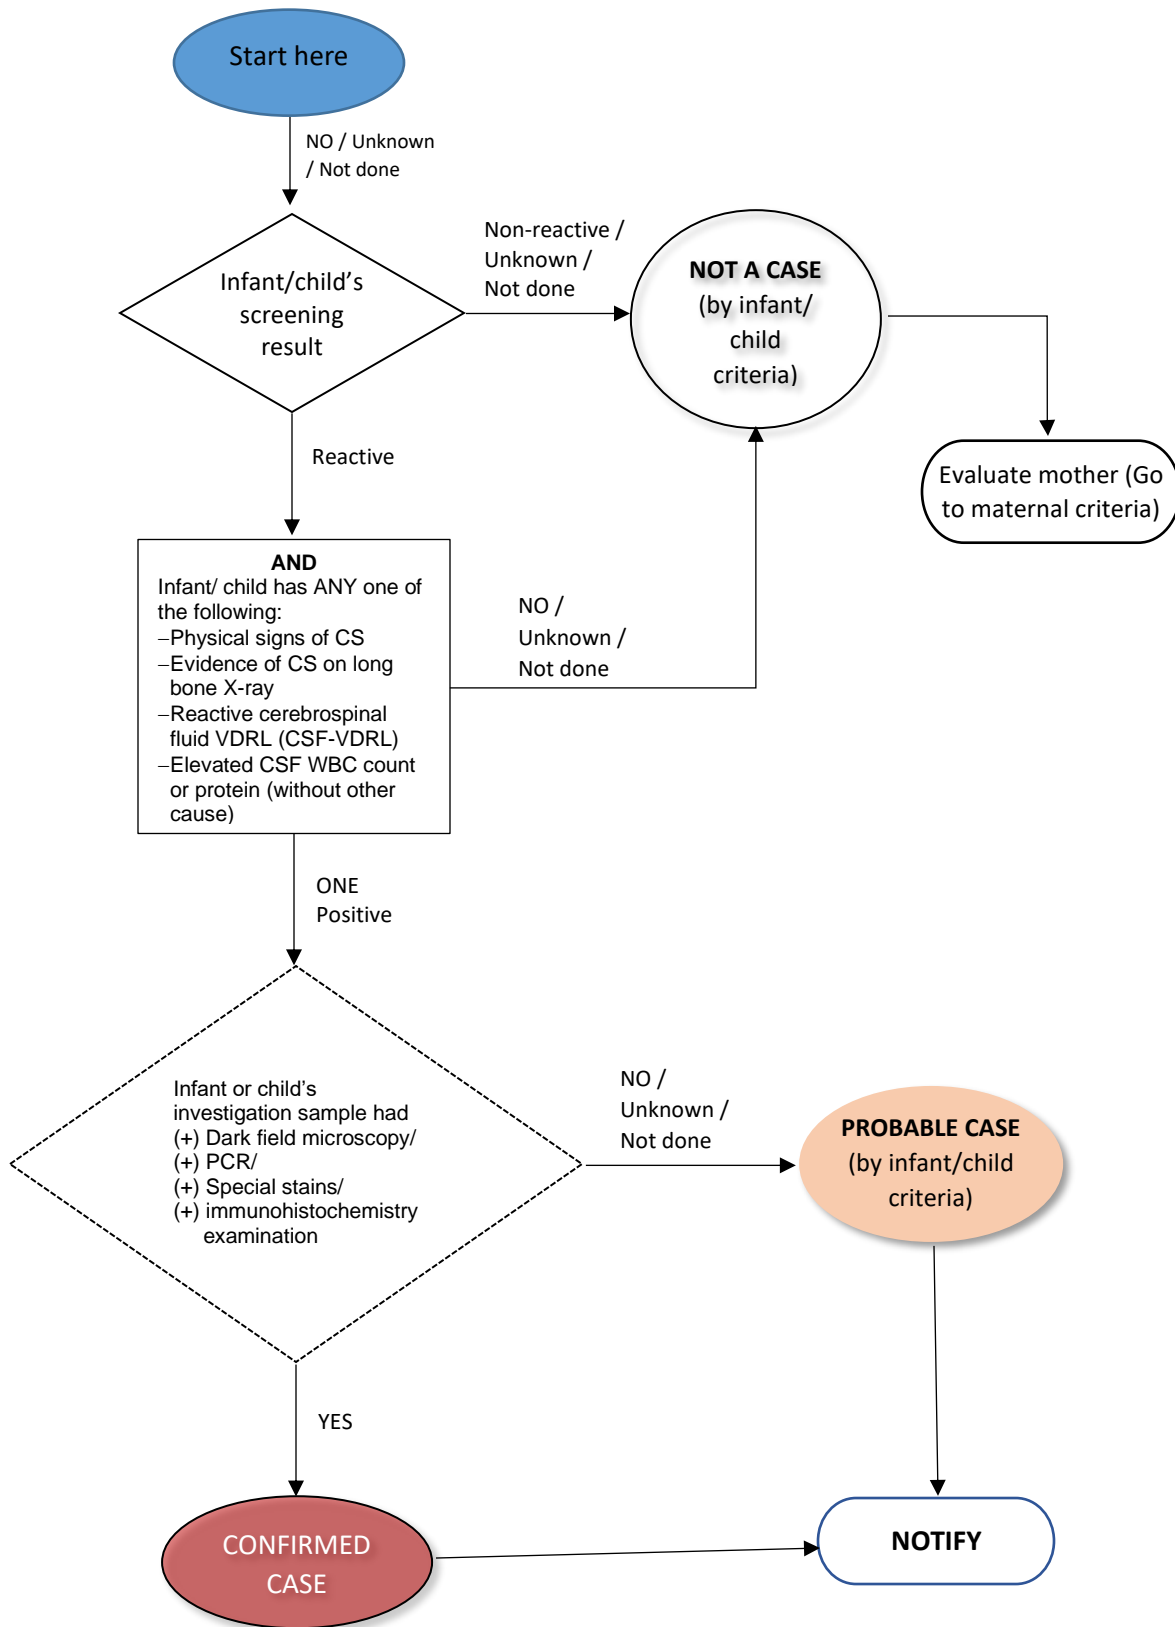 Start here
NO / Unknown
/ Not done
Infant/child’s
screening
result
Non-reactive /
Unknown /
Not done
NOT A CASE
(by infant/
child
criteria)
Evaluate mother (Go
to maternal criteria)
Reactive
AND
Infant/ child has ANY one of
the following:
–Physical signs of CS
–Evidence of CS on long
bone X-ray
–Reactive cerebrospinal
fluid VDRL (CSF-VDRL)
–Elevated CSF WBC count
or protein (without other
cause)
NO /
Unknown /
Not done
ONE
Positive
Infant or child’s
investigation sample had
(+) Dark field microscopy/
(+) PCR/
(+) Special stains/
(+) immunohistochemistry
examination
NO /
Unknown /
Not done
PROBABLE CASE
(by infant/child
criteria)
YES
CONFIRMED
CASE
NOTIFY